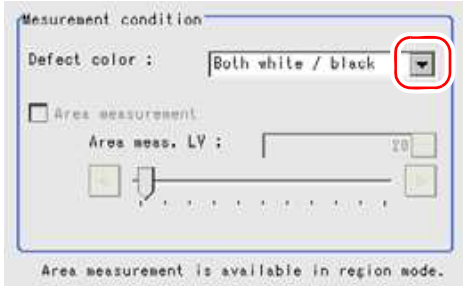 Mesurement condition
Defect color :
Both white / black
Area measurement
Area meas. LV :
20
Area measurement is available in region mode.